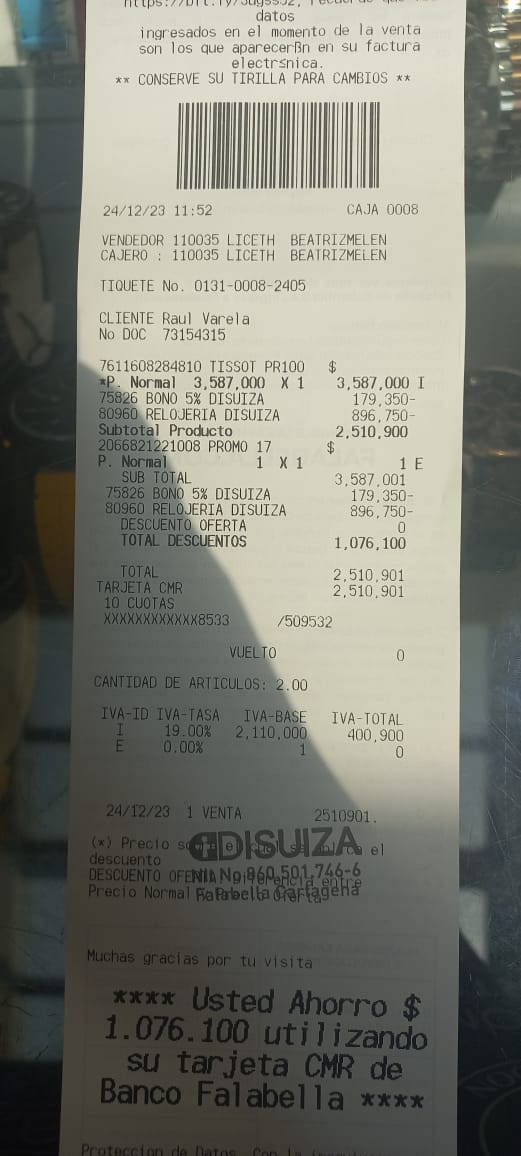 datos
ingresados en el momento de la venta
son los que aparecerßn en su factura
electr≤nica.
** CONSERVE SU TIRILLA PARA CAMBIOS **
24/12/23 11:52 CAJA 0008
VENDEDOR 110035 LICETH BEATRIZMELEN
CAJERO : 110035 LICETH BEATRIZMELEN
TIQUETE No. 0131-0008-2405
CLIENTE Raul Varela
No DOC 73154315
7611608284810 TISSOT PR100 $
*P. Normal 3,587,000 X 1 3,587,000 I
75826 BONO 5% DISUIZA 179,350-
80960 RELOJERIA DISUIZA 896,750-
Subtotal Producto 2,510,900
2066821221008 PROMO 17 $
P. Normal 1 X 1 1 E
SUB TOTAL 3,587,001
75826 BONO 5% DISUIZA 179,350-
80960 RELOJERIA DISUIZA 896,750-
DESCUENTO OFERTA 0
TOTAL DESCUENTOS 1,076,100
TOTAL 2,510,901
TARJETA CMR 2,510,901
10 CUOTAS
XXXXXXXXXXXX8533 /509532
VUELTO 0
CANTIDAD DE ARTICULOS: 2.00
IVA-ID IVA-TASA IVA-BASE IVA-TOTAL
I 19.00% 2,110,000 400,900
E 0.00% 1 0
24/12/23 1 VENTA 2510901.
DISUIZA
(*) Precio el
descuento
Nit No 860.501.746-6
DESCUENTO entre
Falabella Cartagena
Precio Normal
Muchas gracias por tu visita
**** Usted Ahorro $
1.076.100 utilizando
su tarjeta CMR de
Banco Falabella ****
Proteccion de Datos.